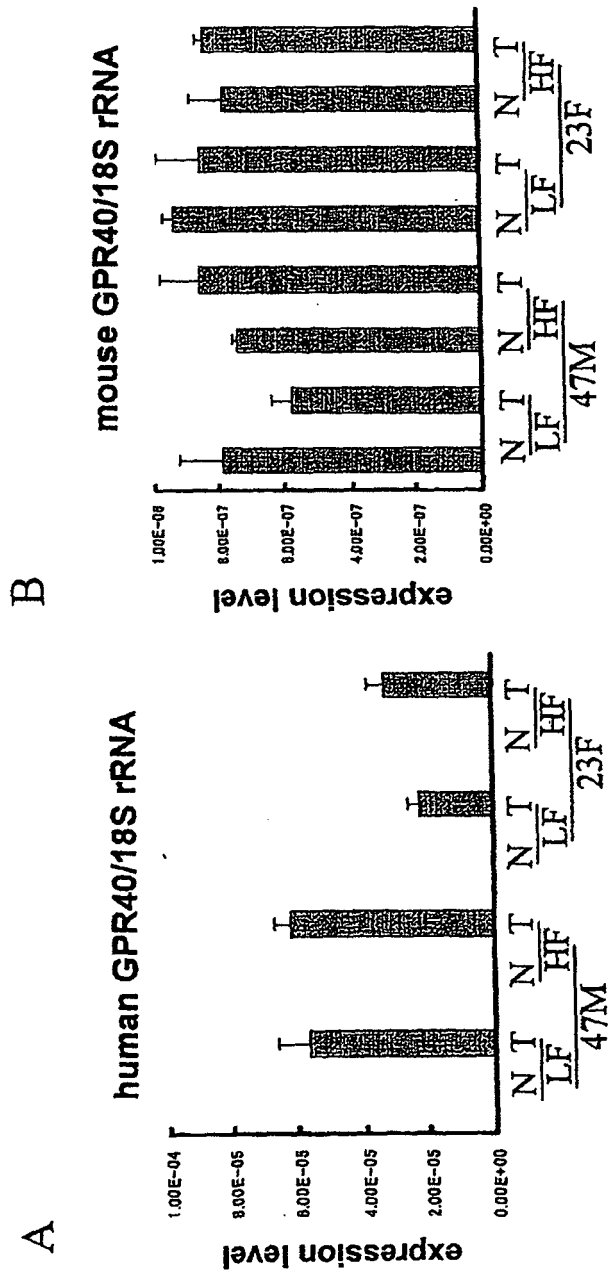 A
human GPR40/18S rRNA
expression level
1.00E-04
8.00E-05
6.00E-05
4.00E-05
2.00E-05
0.00E+00
N T N T N T N T
LF HF LF HF
47M 23F
B
mouse GPR40/18S rRNA
expression level
1.00E-06
8.00E-07
6.00E-07
4.00E-07
2.00E-07
0.00E+00
N T N T N T N T
LF HF LF HF
47M 23F